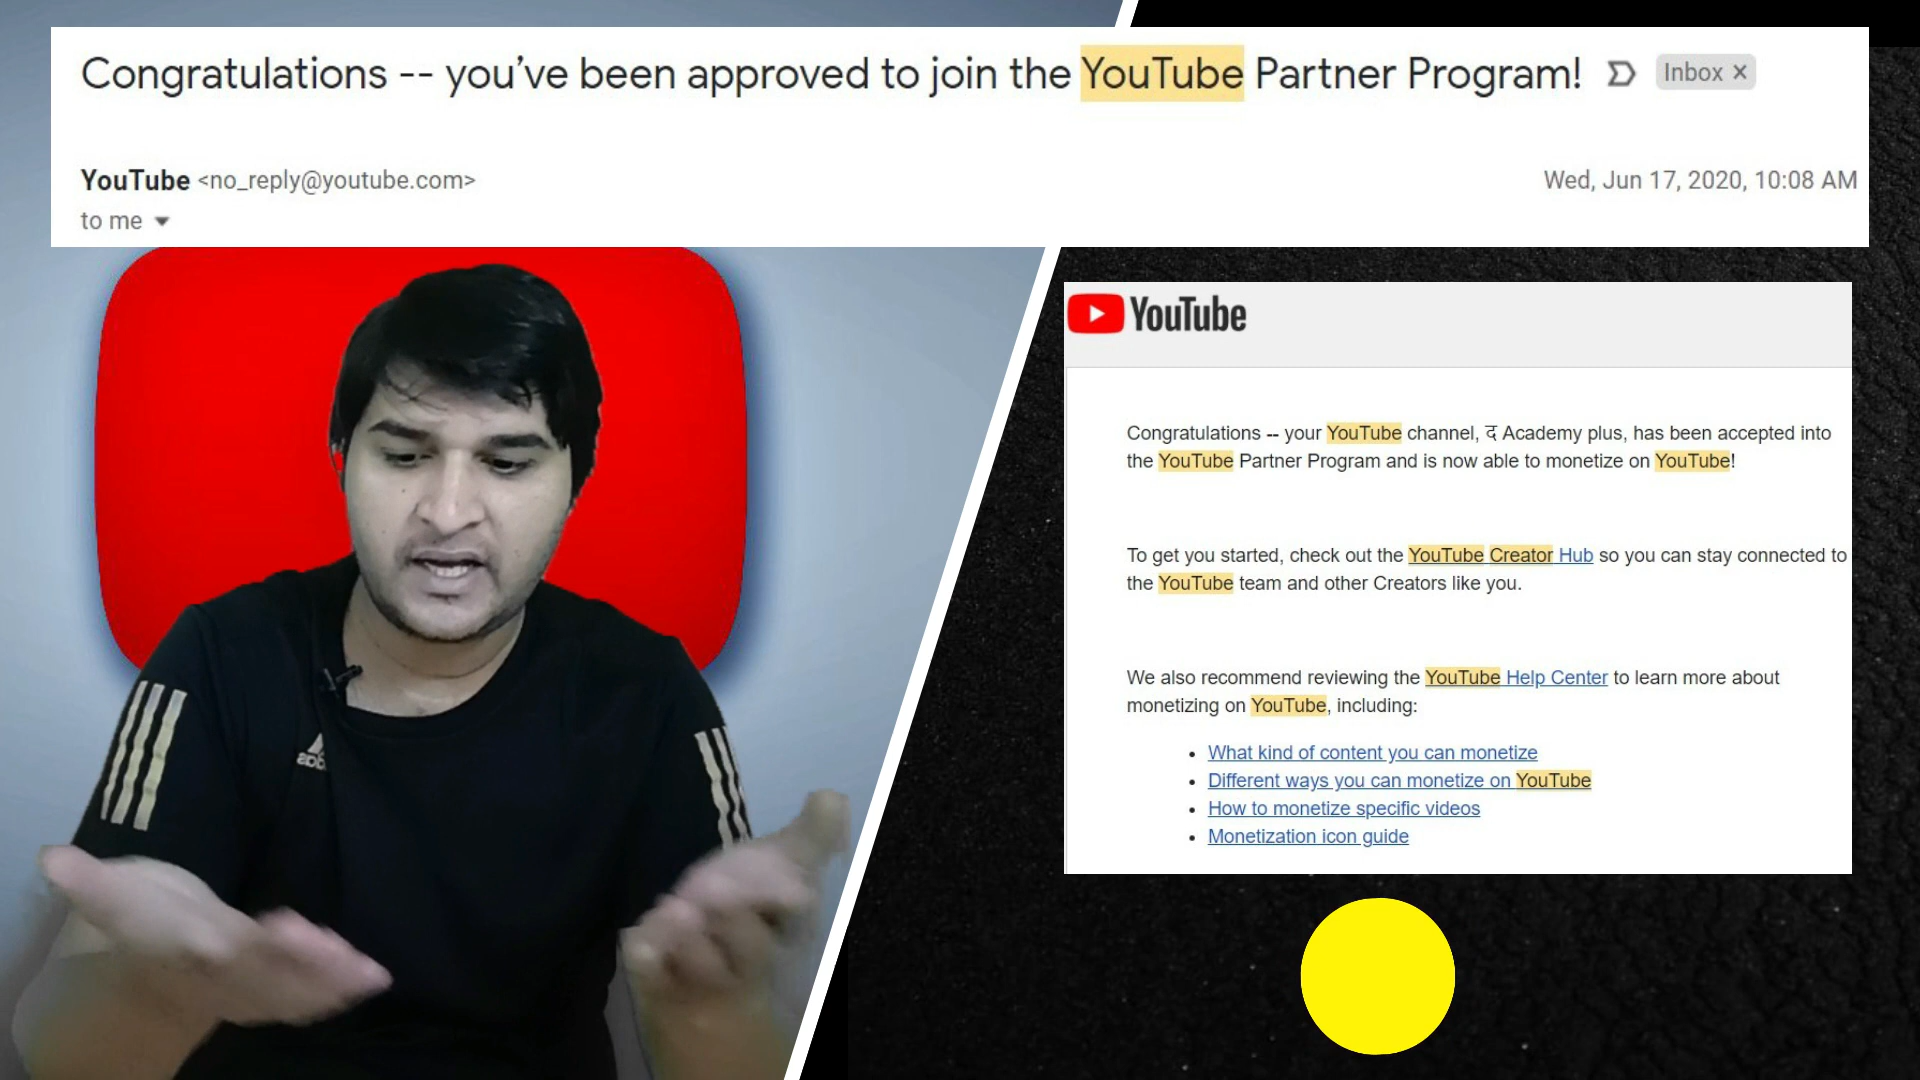 Congratulations -- you’ve been approved to join the YouTube Partner Program! Inbox ×
YouTube <no_reply@youtube.com> Wed, Jun 17, 2020, 10:08 AM
to me
YouTube
Congratulations -- your YouTube channel, द Academy plus, has been accepted into
the YouTube Partner Program and is now able to monetize on YouTube!
To get you started, check out the YouTube Creator Hub so you can stay connected to
the YouTube team and other Creators like you.
We also recommend reviewing the YouTube Help Center to learn more about
monetizing on YouTube, including:
• What kind of content you can monetize
• Different ways you can monetize on YouTube
• How to monetize specific videos
• Monetization icon guide